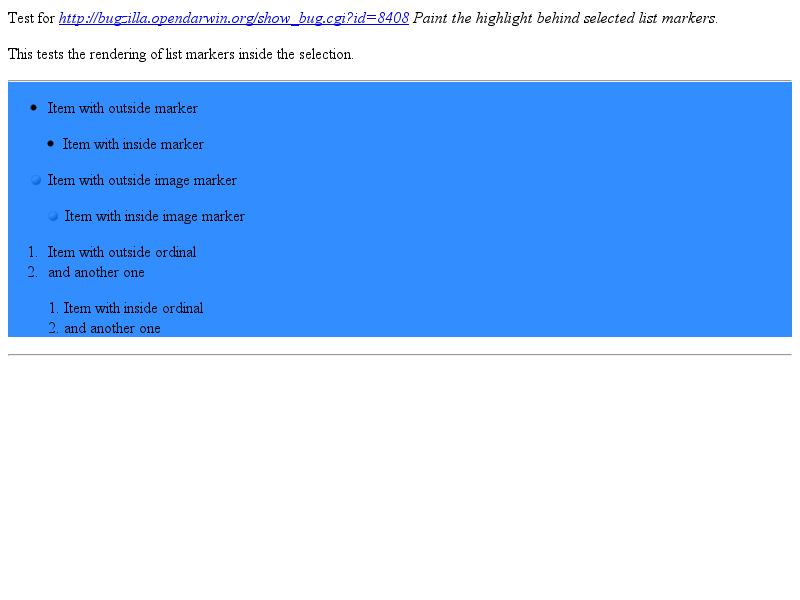 Test for http://bugzilla.opendarwin.org/show_bug.cgi?id=8408 Paint the highlight behind selected list markers.
This tests the rendering of list markers inside the selection.
• Item with outside marker
• Item with inside marker
Item with outside image marker
Item with inside image marker
1. Item with outside ordinal
2. and another one
1. Item with inside ordinal
2. and another one